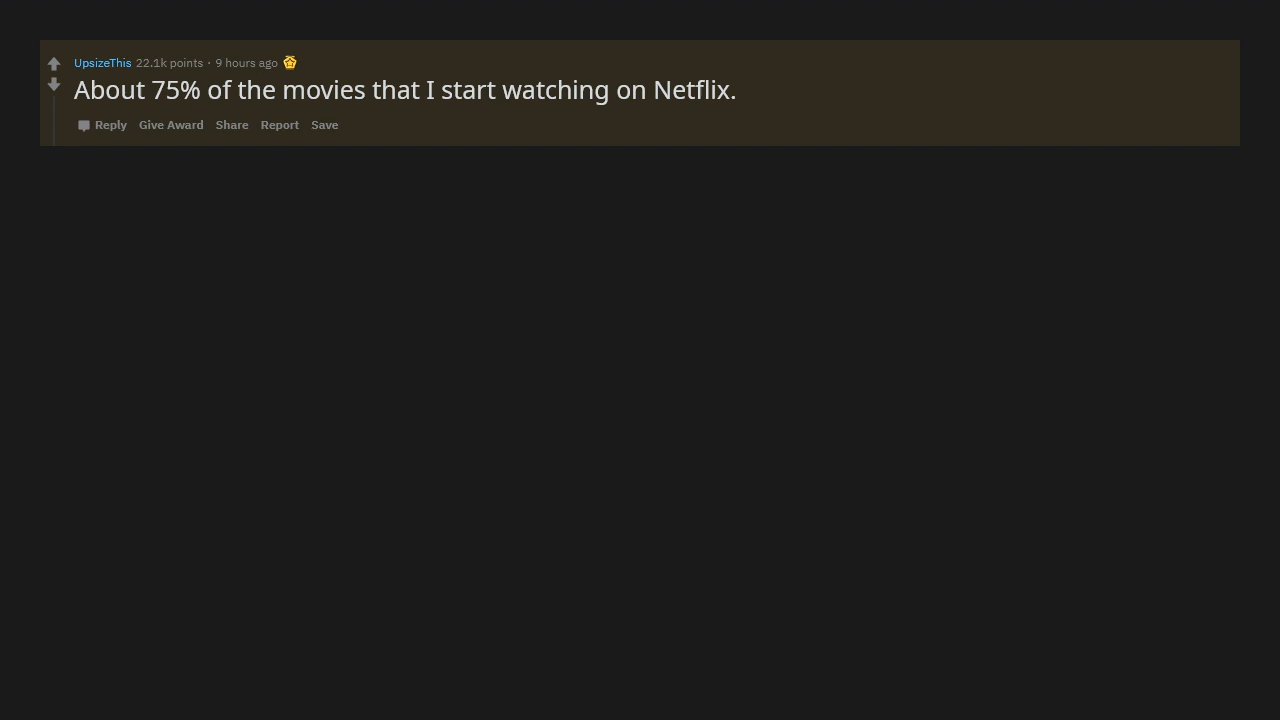 UpsizeThis 22.1k points · 9 hours ago
About 75% of the movies that I start watching on Netflix.
Reply Give Award Share Report Save